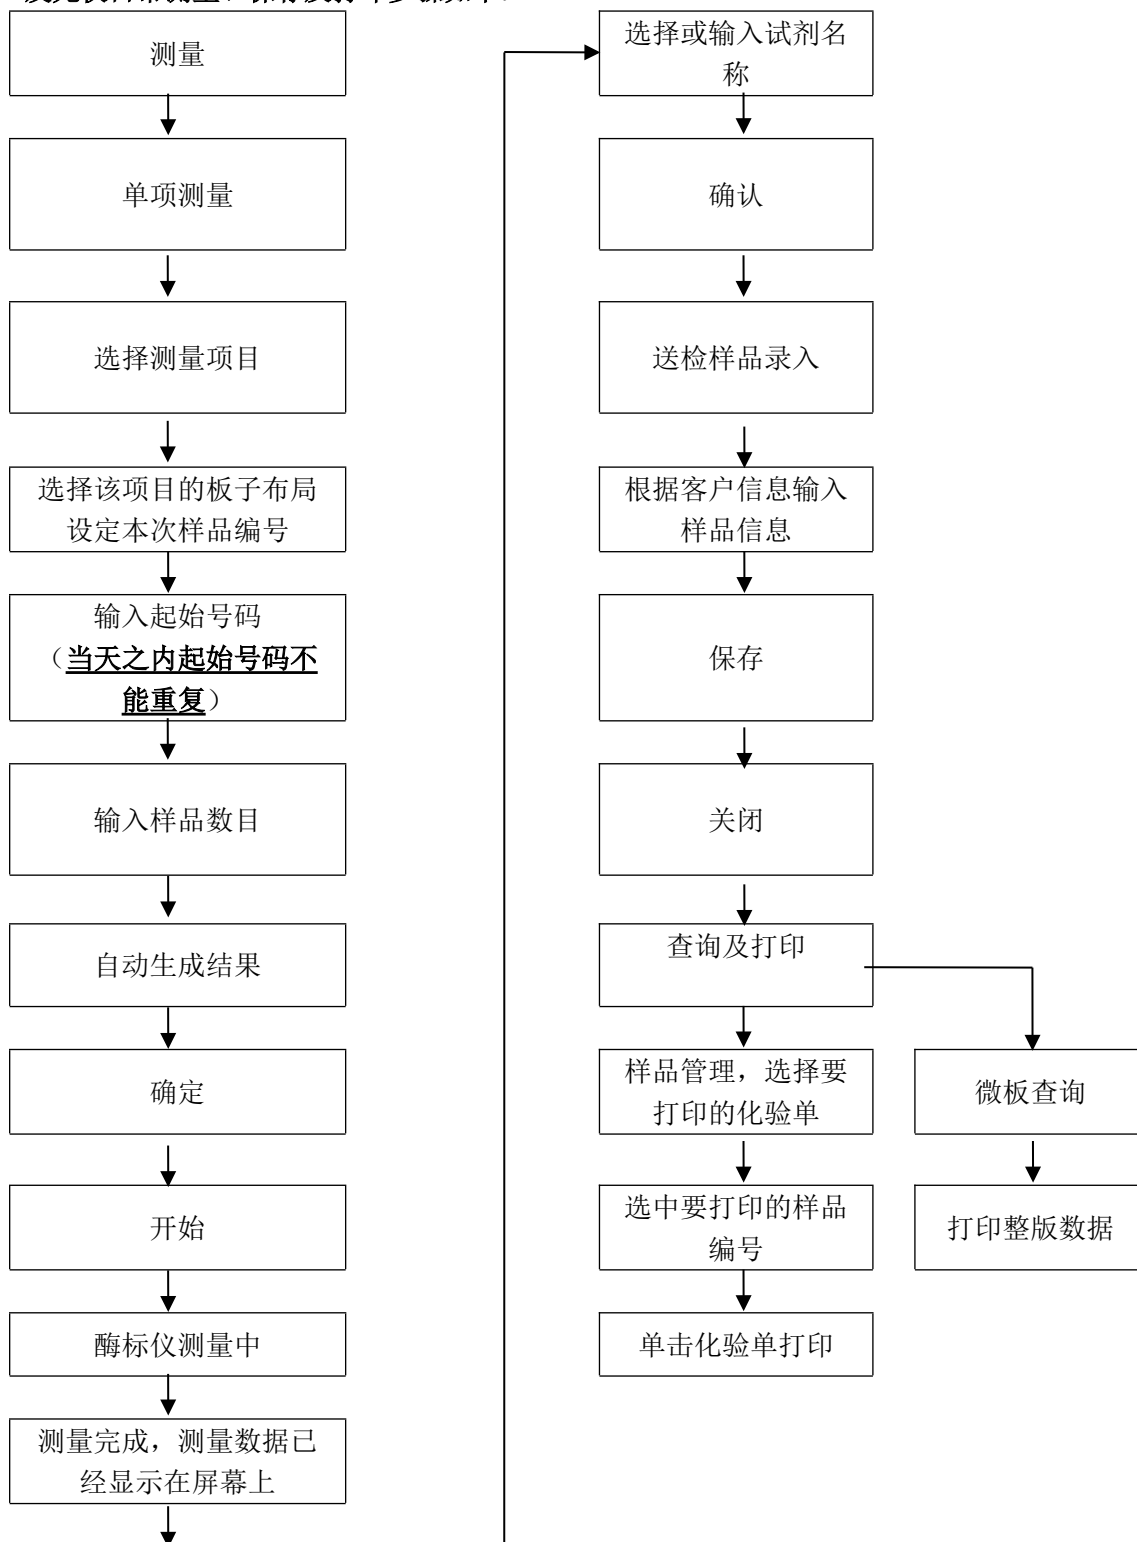 测量
单项测量
选择测量项目
选择该项目的板子布局
设定本次样品编号
输入起始号码
（当天之内起始号码不
能重复）
输入样品数目
自动生成结果
确定
开始
酶标仪测量中
测量完成，测量数据已
经显示在屏幕上
选择或输入试剂名
称
确认
送检样品录入
根据客户信息输入
样品信息
保存
关闭
查询及打印
样品管理，选择要
打印的化验单
选中要打印的样品
编号
单击化验单打印
微板查询
打印整版数据